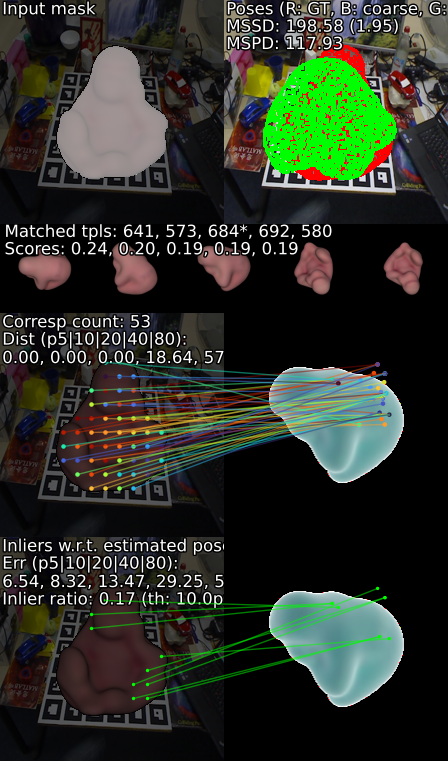 Input mask
Poses (R: GT, B: coarse, G:
MSSD: 198.58 (1.95)
MSPD: 117.93
Matched tpls: 641, 573, 684*, 692, 580
Scores: 0.24, 0.20, 0.19, 0.19, 0.19
Corresp count: 53
Dist (p5|10|20|40|80):
0.00, 0.00, 0.00, 18.64, 57
Inliers w.r.t. estimated pos
Err (p5|10|20|40|80):
6.54, 8.32, 13.47, 29.25, 5
Inlier ratio: 0.17 (th: 10.0p